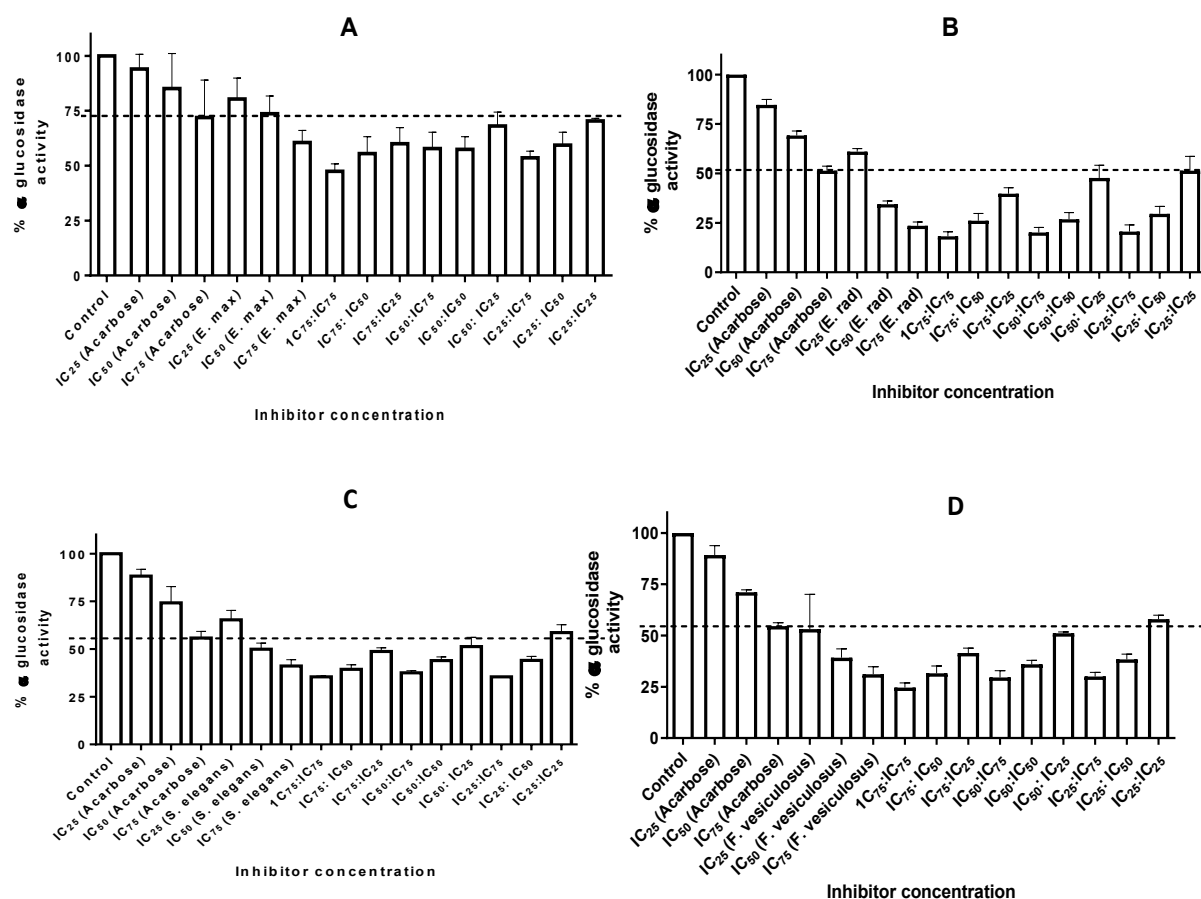 A
100
75
50
25
0
% α glucosidase
activity
Control
IC25 (Acarbose)
IC50 (Acarbose)
IC75 (Acarbose)
IC25 (E. max)
IC50 (E. max)
IC75 (E. max)
1C75:IC75
IC75: IC50
IC75:IC25
IC50:IC75
IC50:IC50
IC50: IC25
IC25:IC75
IC25: IC50
IC25:IC25
Inhibitor concentration
B
100
75
50
25
0
% α glucosidase
activity
Control
IC25 (Acarbose)
IC50 (Acarbose)
IC75 (Acarbose)
IC25 (E. rad)
IC50 (E. rad)
IC75 (E. rad)
1C75:IC75
IC75: IC50
IC75:IC25
IC50:IC75
IC50:IC50
IC50: IC25
IC25:IC75
IC25: IC50
IC25:IC25
Inhibitor concentration
C
100
75
50
25
0
% α glucosidase
activity
Control
IC25 (Acarbose)
IC50 (Acarbose)
IC75 (Acarbose)
IC25 (S. elegans)
IC50 (S. elegans)
IC75 (S. elegans)
1C75:IC75
IC75: IC50
IC75:IC25
IC50:IC75
IC50:IC50
IC50: IC25
IC25:IC75
IC25: IC50
IC25:IC25
Inhibitor concentration
D
100
75
50
25
0
% α glucosidase
activity
Control
IC25 (Acarbose)
IC50 (Acarbose)
IC75 (Acarbose)
IC25 (F. vesiculosus)
IC50 (F. vesiculosus)
IC75 (F. vesiculosus)
1C75:IC75
IC75: IC50
IC75:IC25
IC50:IC75
IC50:IC50
IC50: IC25
IC25:IC75
IC25: IC50
IC25:IC25
Inhibitor concentration